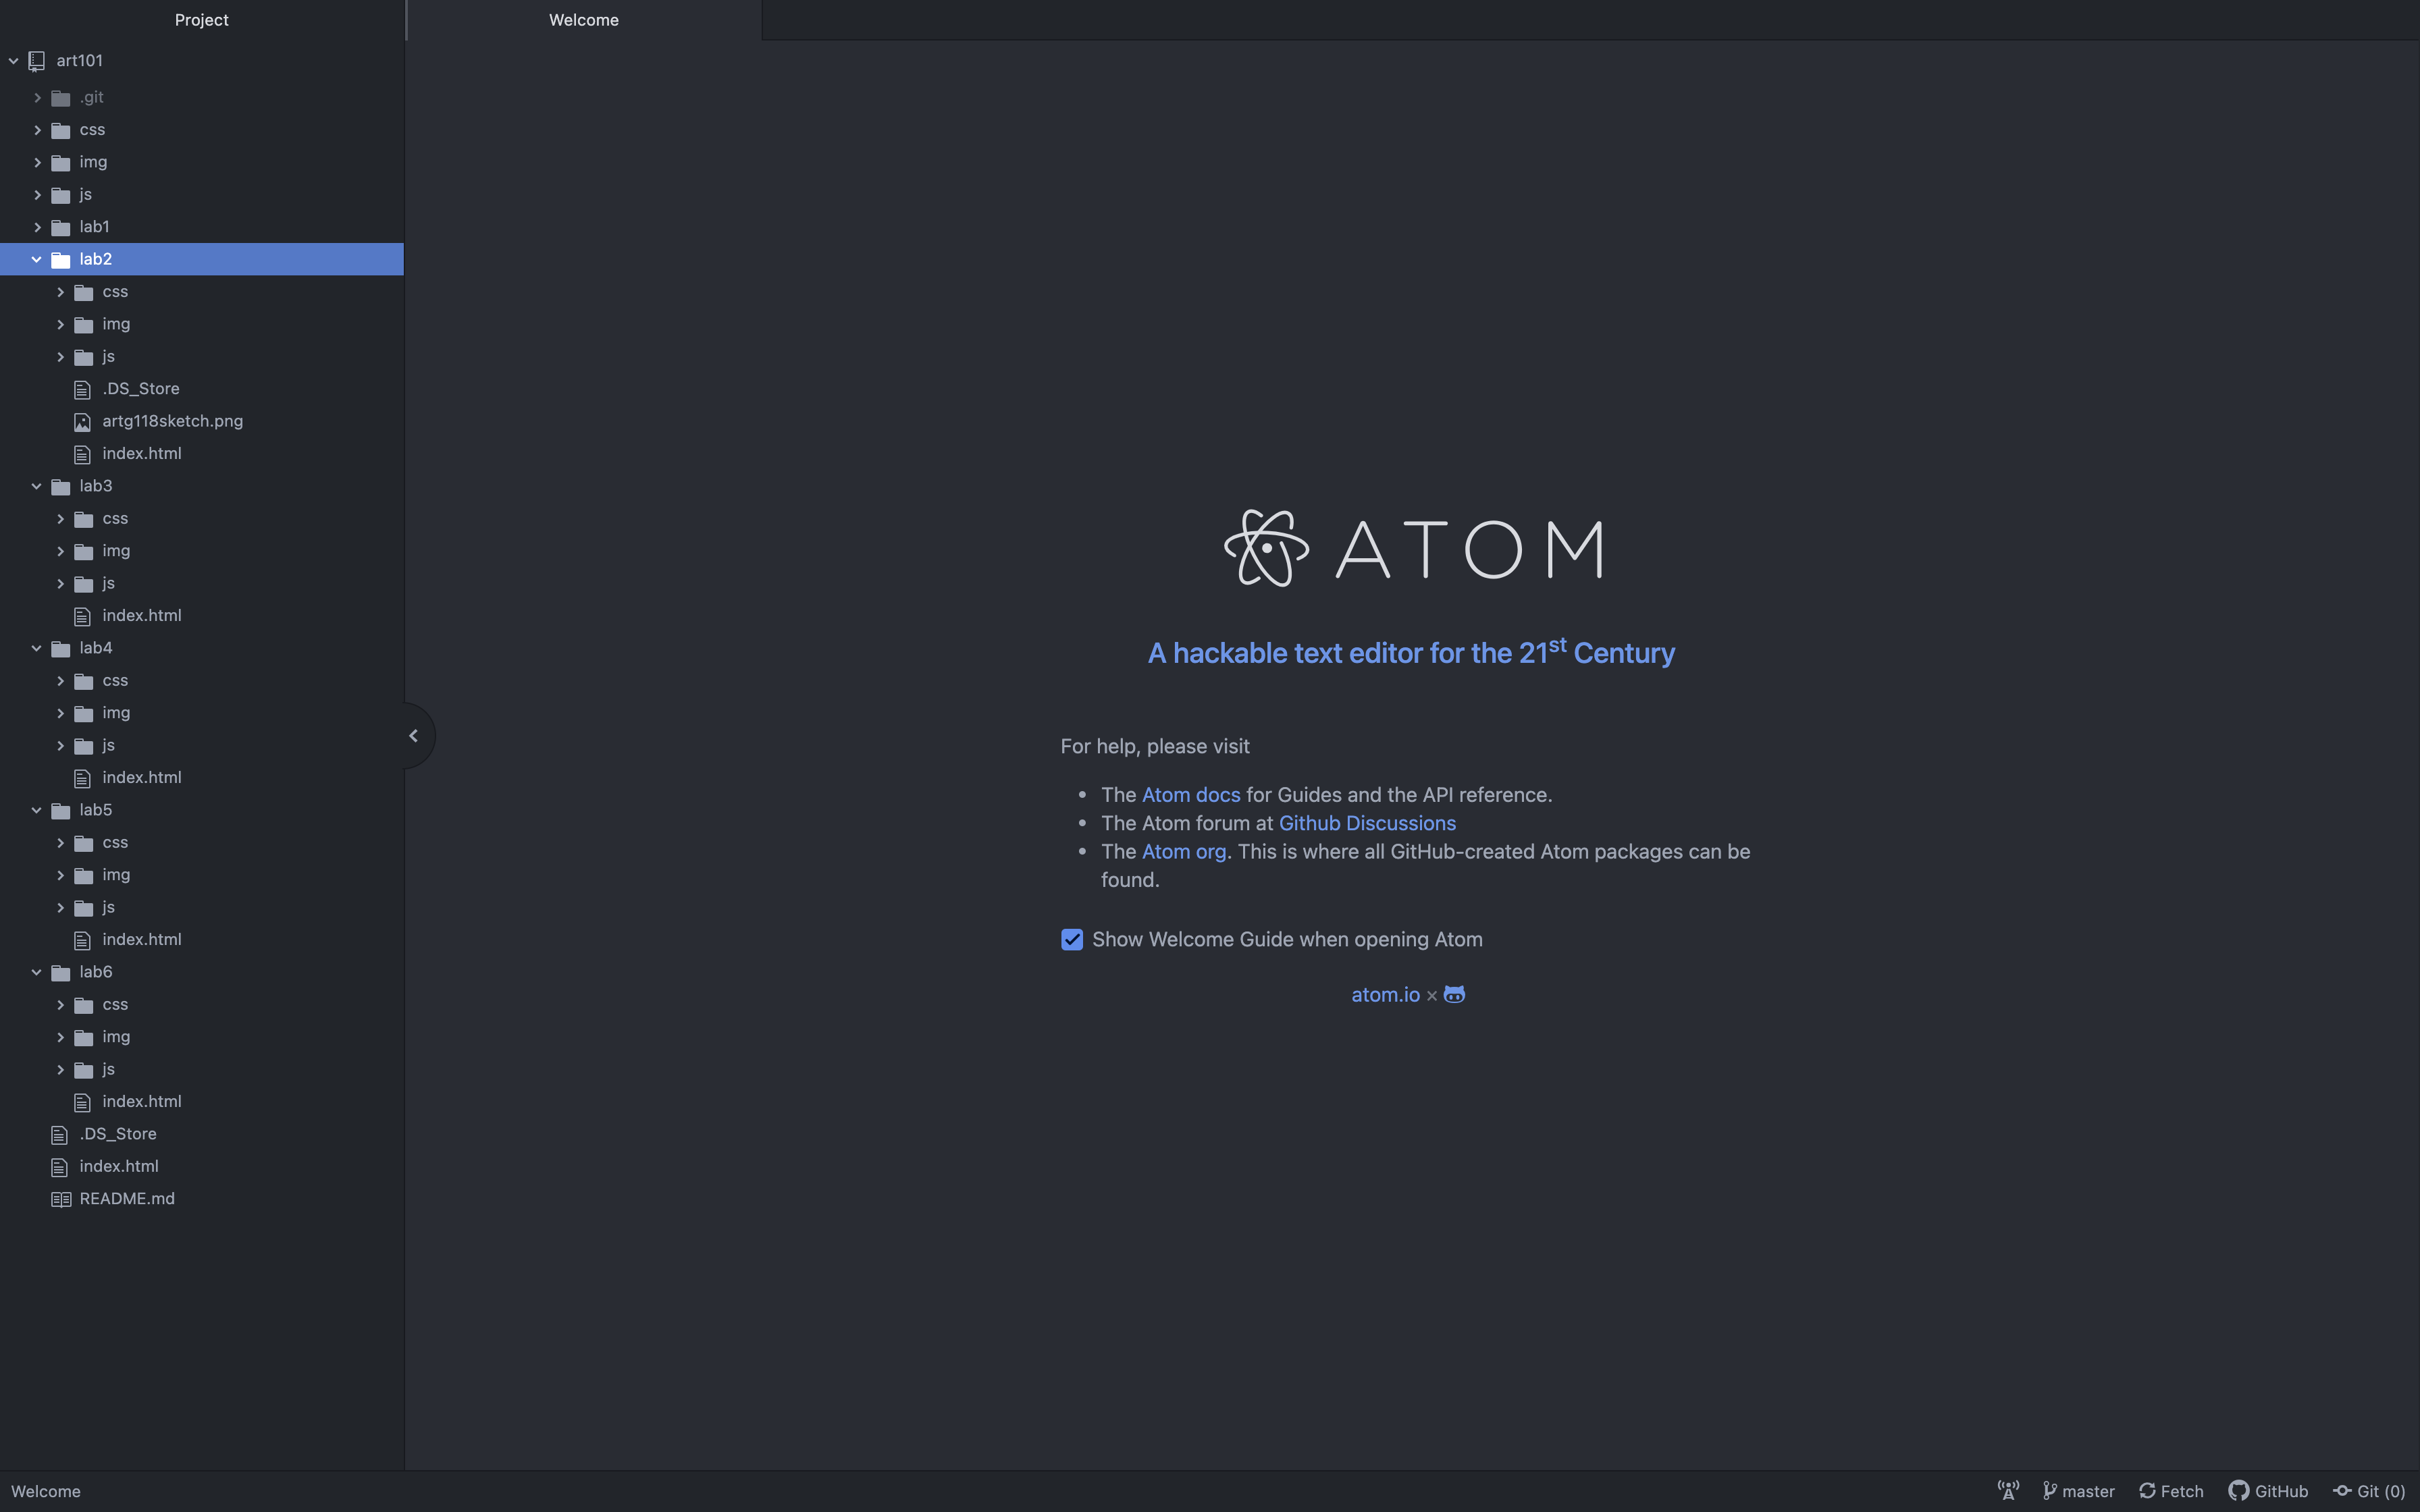 Project
Welcome
art101
.git
css
img
js
lab1
lab2
css
img
js
.DS_Store
artg118sketch.png
index.html
lab3
css
img
js
index.html
lab4
css
img
js
index.html
lab5
css
img
js
index.html
lab6
css
img
js
index.html
.DS_Store
index.html
README.md
ATOM
A hackable text editor for the 21st Century
For help, please visit
• The Atom docs for Guides and the API reference.
• The Atom forum at Github Discussions
• The Atom org. This is where all GitHub-created Atom packages can be
found.
Show Welcome Guide when opening Atom
atom.io ×
Welcome
master Fetch GitHub Git (0)